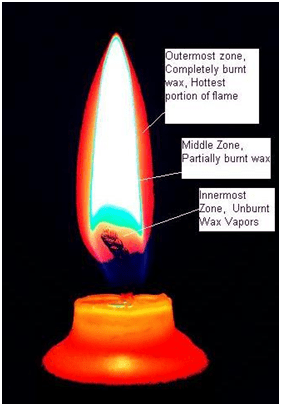 Outermost zone,
Completely burnt
wax, Hottest
portion of flame
Middle Zone,
Partially burnt wax
Innermost
Zone, Unburnt
Wax Vapors